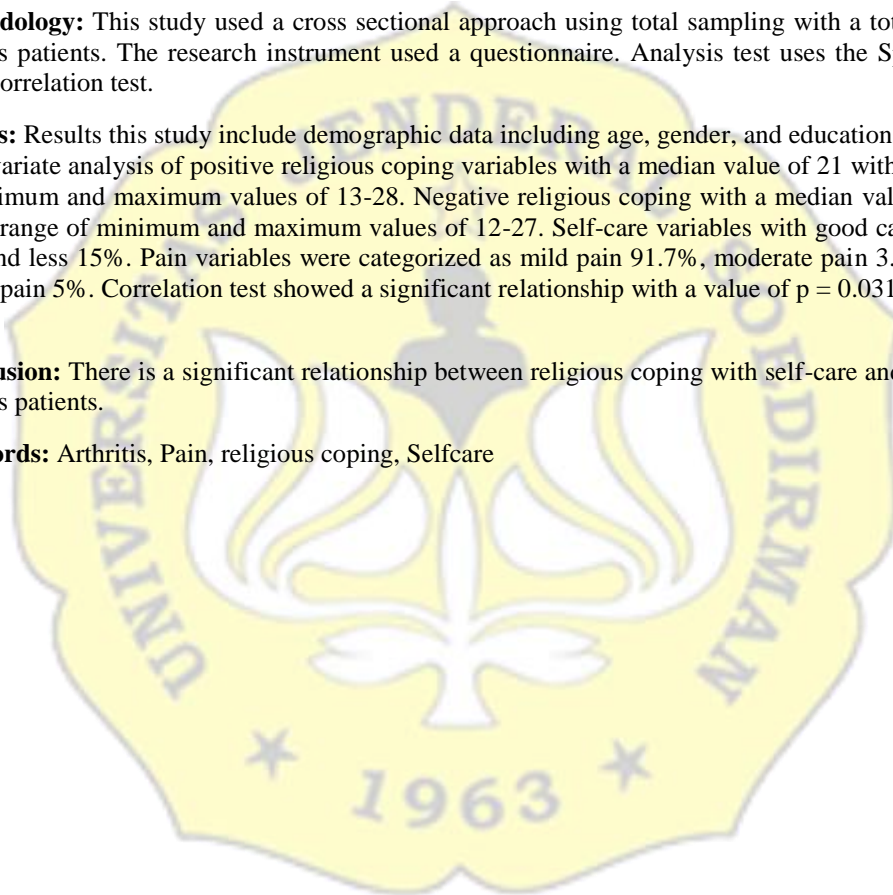 dology: This study used a cross sectional approach using total sampling with a tot
s patients. The research instrument used a questionnaire. Analysis test uses the S
orrelation test.
s: Results this study include demographic data including age, gender, and education
variate analysis of positive religious coping variables with a median value of 21 with
imum and maximum values of 13-28. Negative religious coping with a median val
range of minimum and maximum values of 12-27. Self-care variables with good ca
nd less 15%. Pain variables were categorized as mild pain 91.7%, moderate pain 3.
pain 5%. Correlation test showed a significant relationship with a value of p = 0.031
usion: There is a significant relationship between religious coping with self-care and
s patients.
ords: Arthritis, Pain, religious coping, Selfcare
UNIVERSITAS JENDERAL SOEDIRMAN
1963